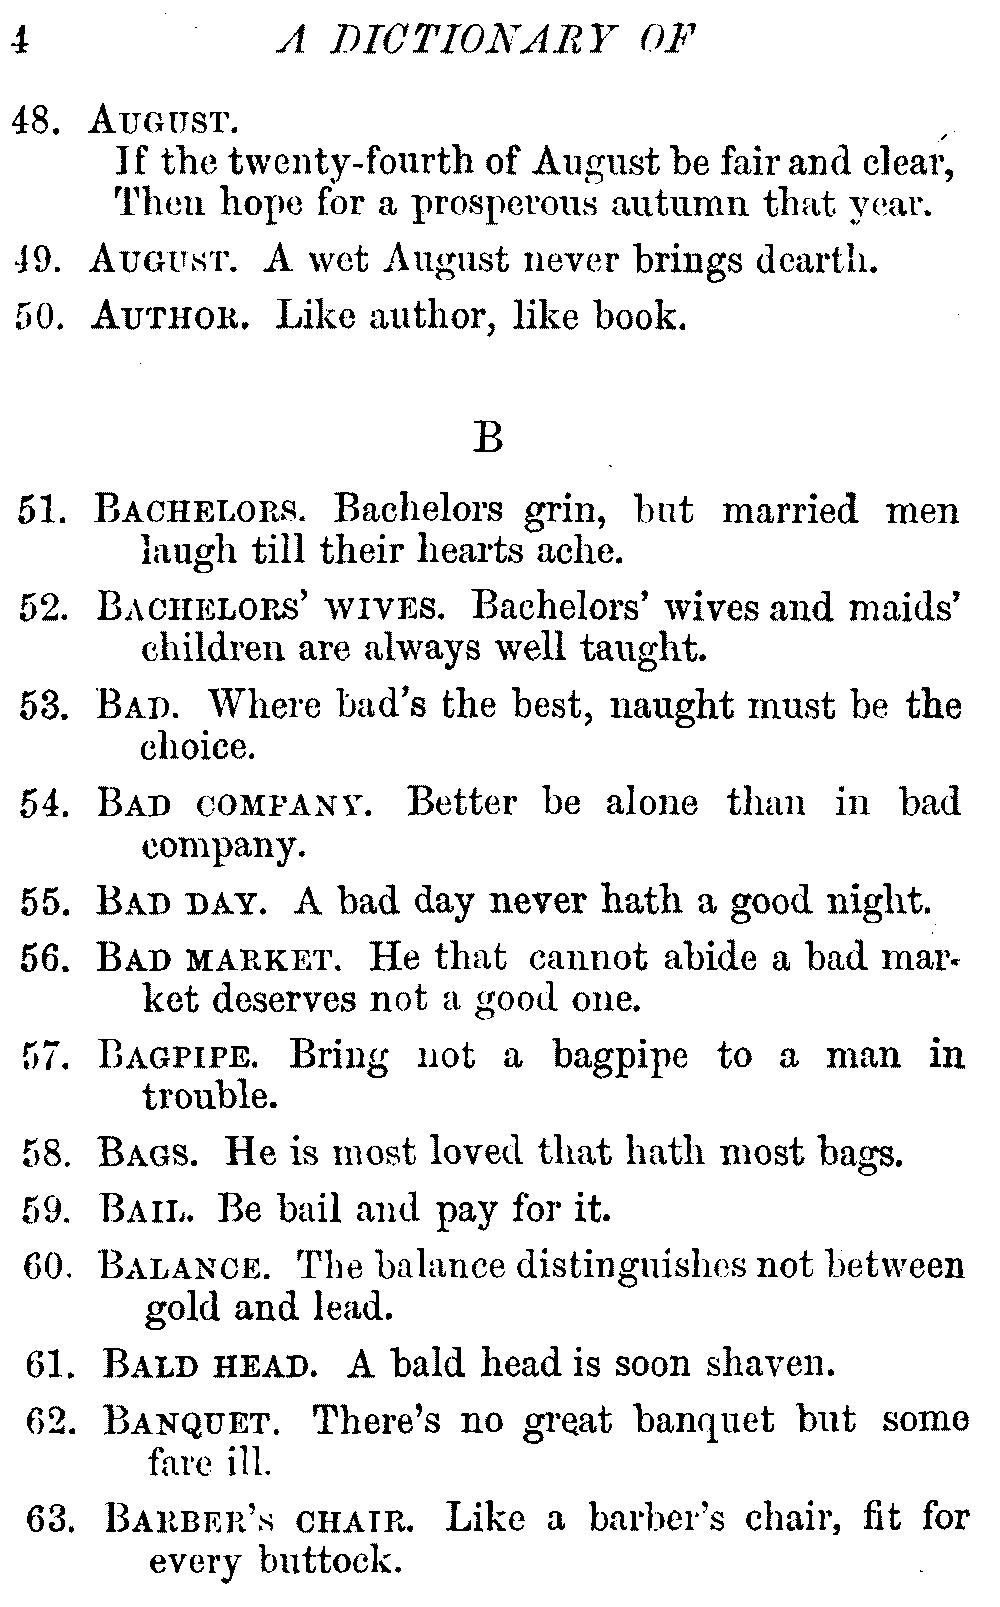 4 A DICTIONARY OF
48. AUGUST.
If the twenty-fourth of August be fair and clear,
Then hope for a prosperous autumn that year.
49. AUGUST. A wet August never brings dearth.
50. AUTHOR. Like author, like book.
B
51. BACHELORS. Bachelors grin, but married men
laugh till their hearts ache.
52. BACHELORS' WIVES. Bachelors' wives and maids'
children are always well taught.
53. BAD. Where bad's the best, naught must be the
choice.
54. BAD COMPANY. Better be alone than in bad
company.
55. BAD DAY. A bad day never hath a good night.
56. BAD MARKET. He that cannot abide a bad mar-
ket deserves not a good one.
57. BAGPIPE. Bring not a bagpipe to a man in
trouble.
58. BAGS. He is most loved that hath most bags.
59. BAIL. Be bail and pay for it.
60. BALANCE. The balance distinguishes not between
gold and lead.
61. BALD HEAD. A bald head is soon shaven.
62. BANQUET. There's no great banquet but some
fare ill.
63. BARBER'S CHAIR. Like a barber's chair, fit for
every buttock.